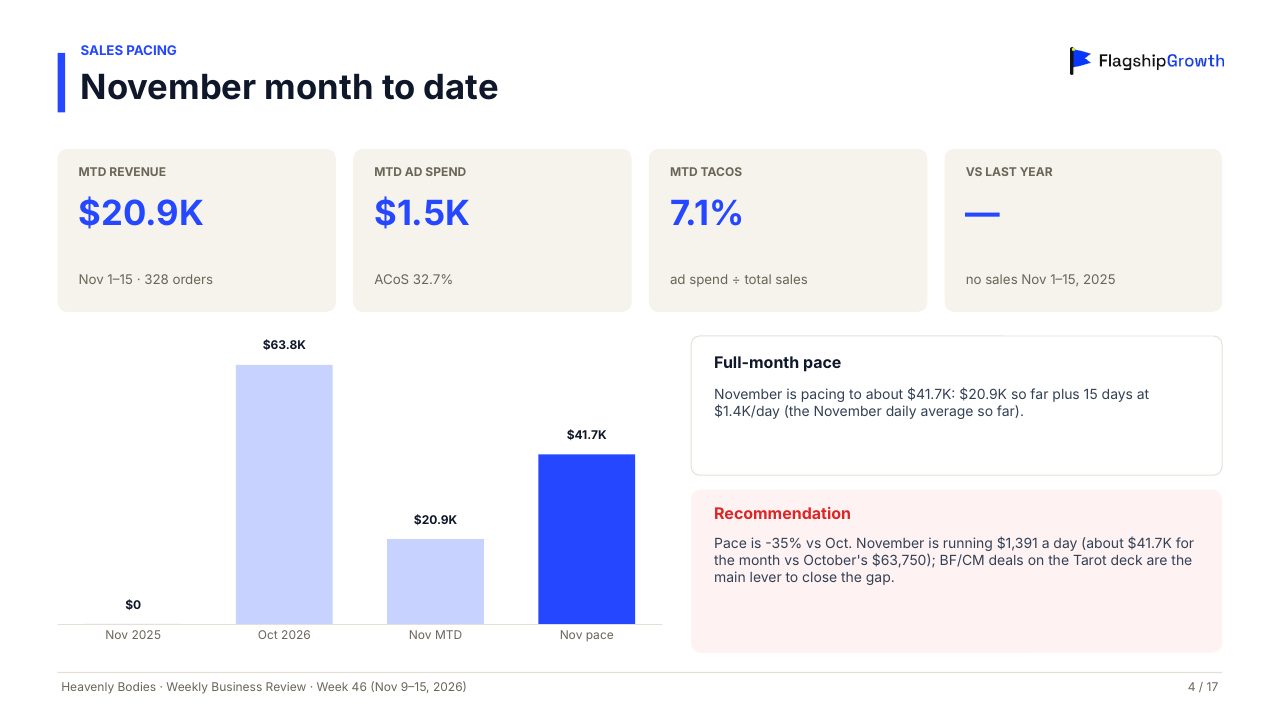 SALES PACING
November month to date
FlagshipGrowth
MTD REVENUE
$20.9K
Nov 1–15 · 328 orders
MTD AD SPEND
$1.5K
ACoS 32.7%
MTD TACOS
7.1%
ad spend ÷ total sales
VS LAST YEAR
—
no sales Nov 1–15, 2025
$0
$63.8K
$20.9K
$41.7K
Nov 2025
Oct 2026
Nov MTD
Nov pace
Full-month pace
November is pacing to about $41.7K: $20.9K so far plus 15 days at
$1.4K/day (the November daily average so far).
Recommendation
Pace is -35% vs Oct. November is running $1,391 a day (about $41.7K for
the month vs October's $63,750); BF/CM deals on the Tarot deck are the
main lever to close the gap.
Heavenly Bodies · Weekly Business Review · Week 46 (Nov 9–15, 2026)
4 / 17